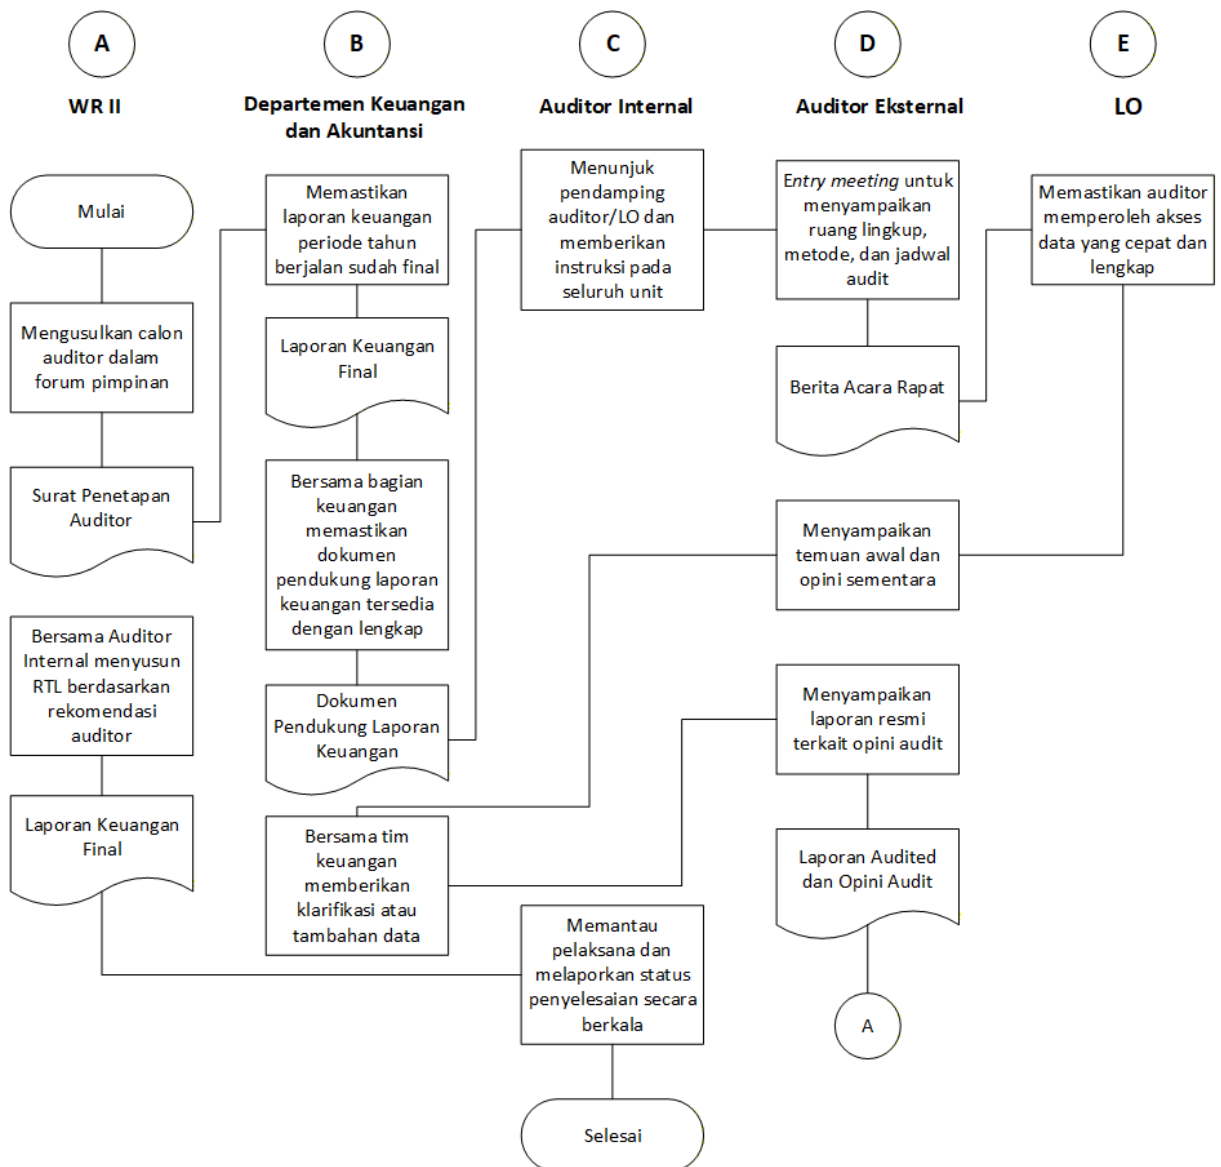 A
B
C
D
E
WR II
Departemen Keuangan
dan Akuntansi
Auditor Internal
Auditor Eksternal
LO
Mulai
Mengusulkan calon
auditor dalam
forum pimpinan
Surat Penetapan
Auditor
Bersama Auditor
Internal menyusun
RTL berdasarkan
rekomendasi
auditor
Laporan Keuangan
Final
Memastikan
laporan keuangan
periode tahun
berjalan sudah final
Laporan Keuangan
Final
Bersama bagian
keuangan
memastikan
dokumen
pendukung laporan
keuangan tersedia
dengan lengkap
Dokumen
Pendukung Laporan
Keuangan
Bersama tim
keuangan
memberikan
klarifikasi atau
tambahan data
Menunjuk
pendamping
auditor/LO dan
memberikan
instruksi pada
seluruh unit
Memantau
pelaksana dan
melaporkan status
penyelesaian secara
berkala
Selesai
Entry meeting untuk
menyampaikan
ruang lingkup,
metode, dan jadwal
audit
Berita Acara Rapat
Menyampaikan
temuan awal dan
opini sementara
Menyampaikan
laporan resmi
terkait opini audit
Laporan Audited
dan Opini Audit
A
Memastikan auditor
memperoleh akses
data yang cepat dan
lengkap